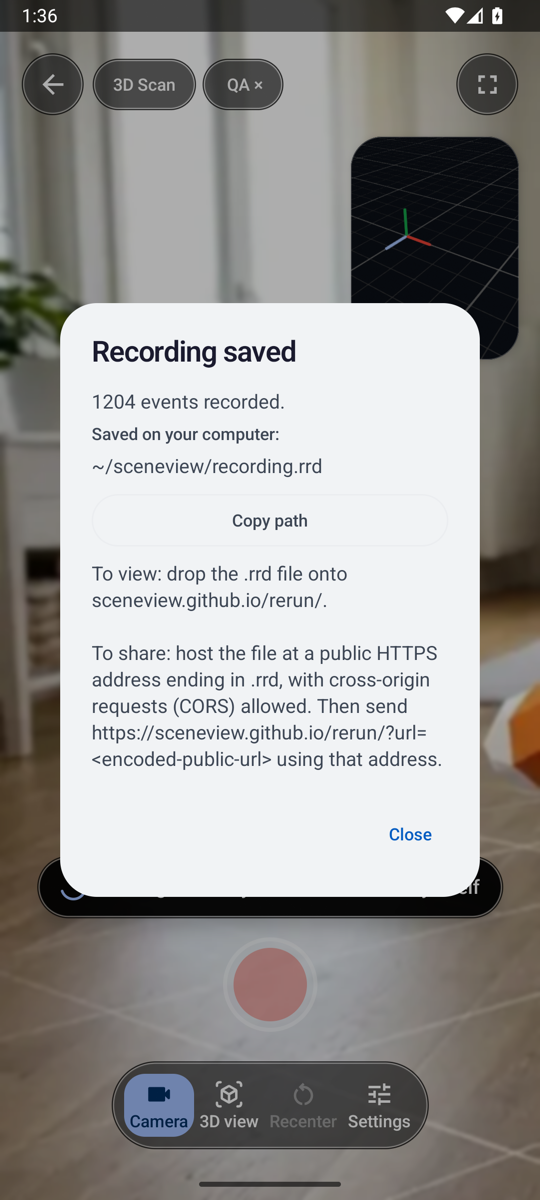 1:36
3D Scan
QA ×
Recording saved
1204 events recorded.
Saved on your computer:
~/sceneview/recording.rrd
Copy path
To view: drop the .rrd file onto
sceneview.github.io/rerun/.
To share: host the file at a public HTTPS
address ending in .rrd, with cross-origin
requests (CORS) allowed. Then send
https://sceneview.github.io/rerun/?url=
<encoded-public-url> using that address.
Close
Camera
3D view
Recenter
Settings